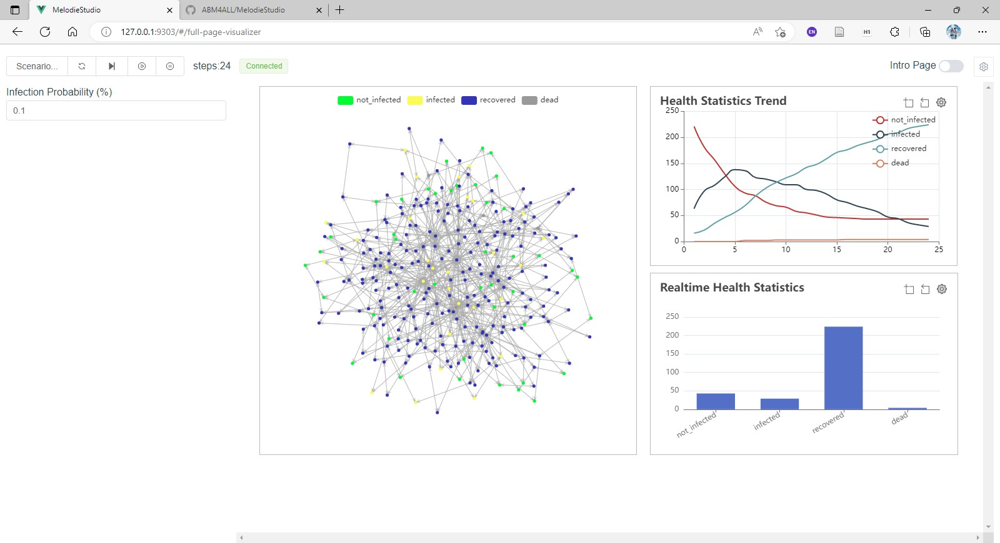 MelodieStudio
ABM4ALL/MelodieStudio
127.0.0.1:9303/#/full-page-visualizer
EN
H1
Scenario...
steps:24
Connected
Intro Page
Infection Probability (%)
0.1
not_infected infected recovered dead
Health Statistics Trend
250
200
150
100
50
0
0 5 10 15 20 25
not_infected
infected
recovered
dead
Realtime Health Statistics
250
200
150
100
50
0
not_infected infected recovered dead